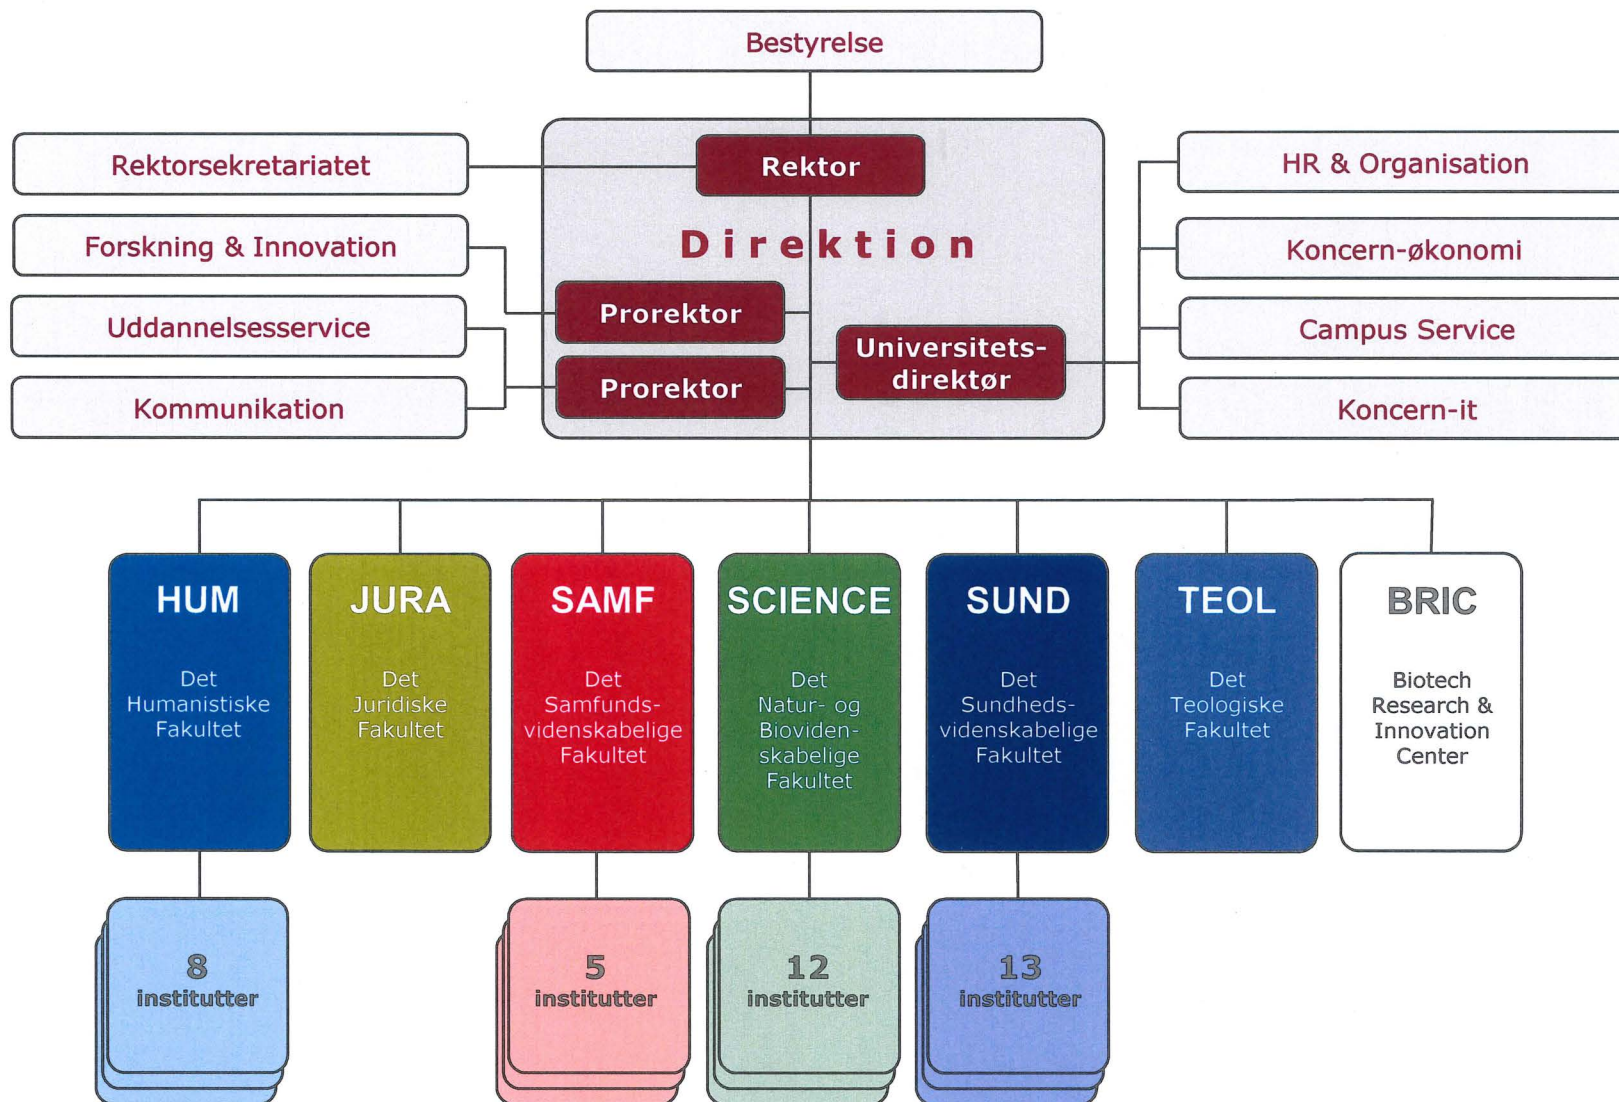 Bestyrelse
Rektorsekretariatet
Rektor
HR & Organisation
Forskning & Innovation
Direktion
Koncern-økonomi
Prorektor
Uddannelsesservice
Universitets-
direktør
Campus Service
Prorektor
Kommunikation
Koncern-it
HUM
Det
Humanistiske
Fakultet
JURA
Det
Juridiske
Fakultet
SAMF
Det
Samfunds-
videnskabelige
Fakultet
SCIENCE
Det
Natur- og
Bioviden-
skabelige
Fakultet
SUND
Det
Sundheds-
videnskabelige
Fakultet
TEOL
Det
Teologiske
Fakultet
BRIC
Biotech
Research &
Innovation
Center
8
institutter
5
institutter
12
institutter
13
institutter